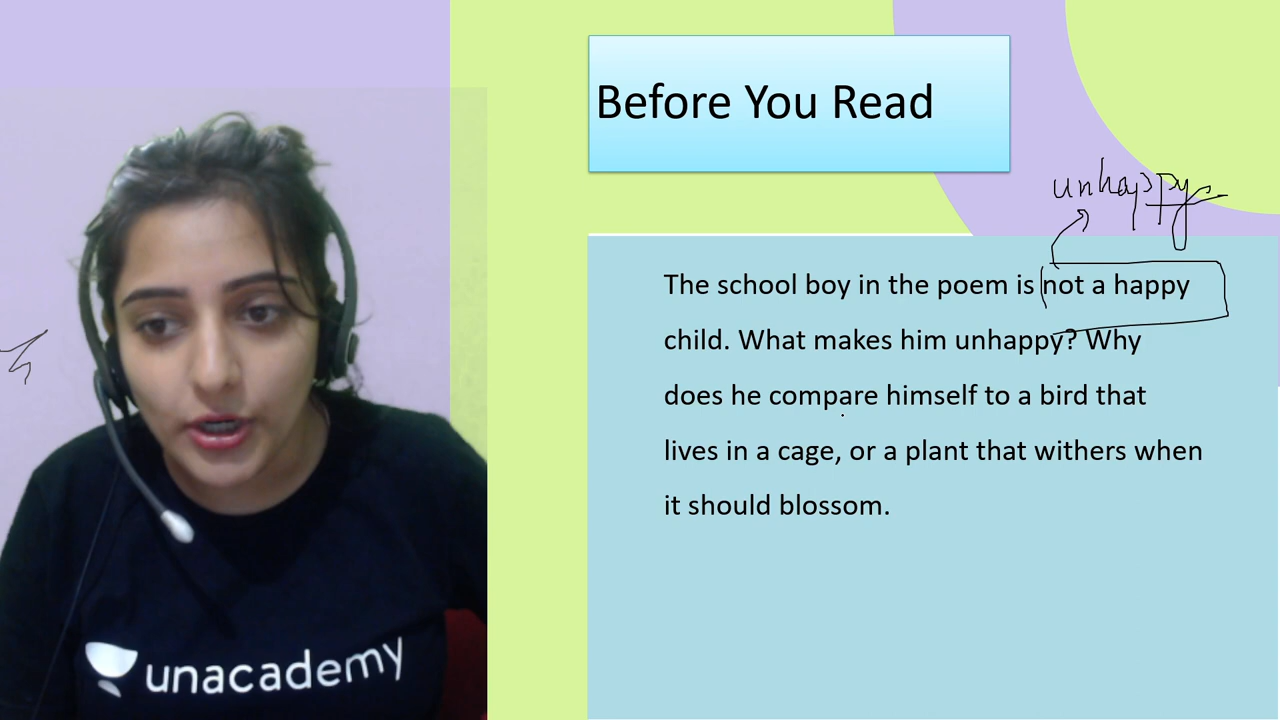 Before You Read
unhappy
The school boy in the poem is not a happy
child. What makes him unhappy? Why
does he compare himself to a bird that
lives in a cage, or a plant that withers when
it should blossom.
unacademy